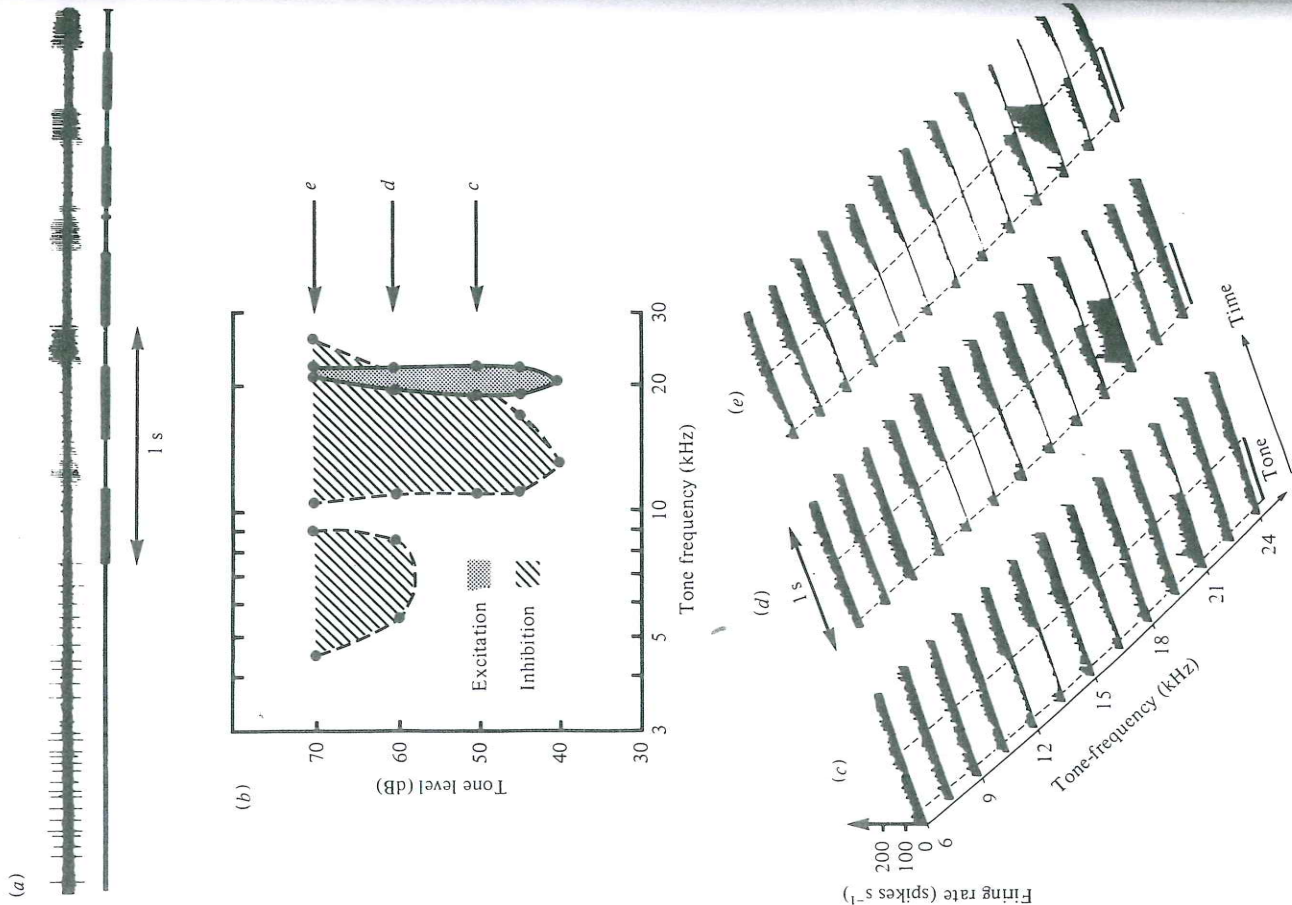 (a)
1 s
(b)
Tone level (dB)
70
60
50
40
30
e
d
c
Excitation
Inhibition
3
5
10
20
30
Tone frequency (kHz)
(c)
(d)
(e)
1 s
Firing rate (spikes s⁻¹)
200
100
0
6
9
12
15
18
21
24
Tone-frequency (kHz)
Tone
Time